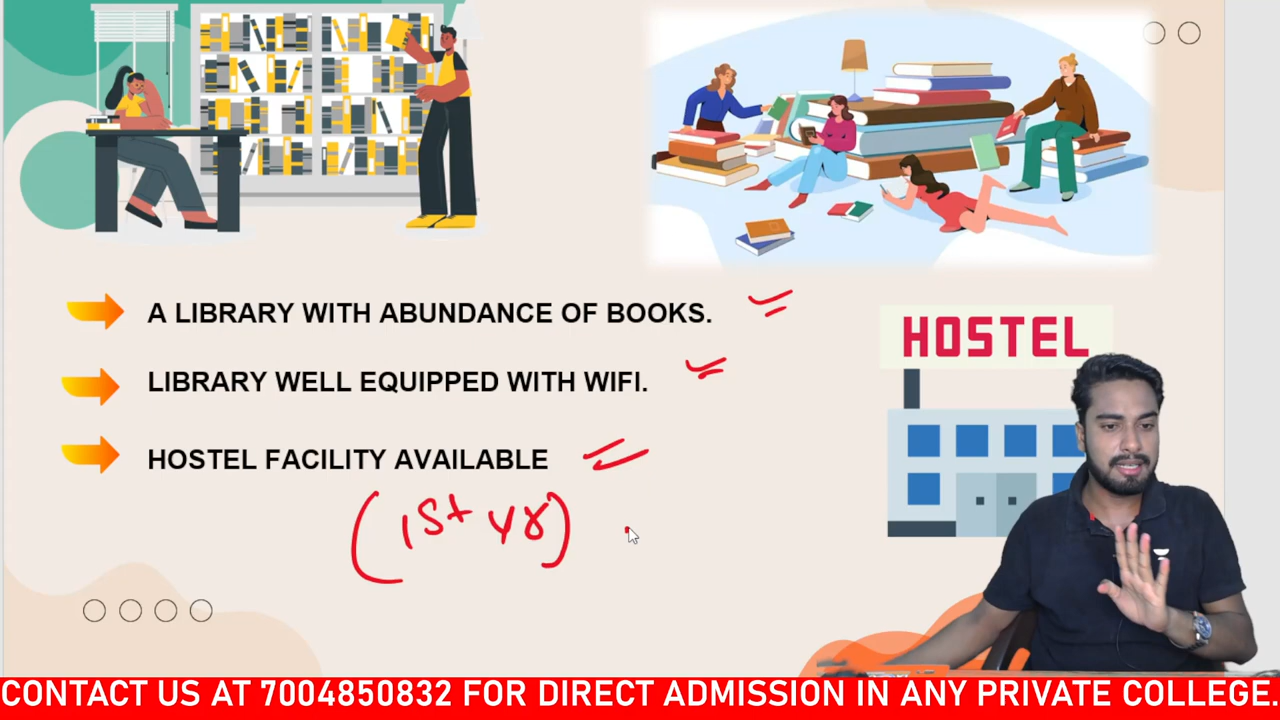 A LIBRARY WITH ABUNDANCE OF BOOKS.
HOSTEL
LIBRARY WELL EQUIPPED WITH WIFI.
HOSTEL FACILITY AVAILABLE
(1st yr)
CONTACT US AT 7004850832 FOR DIRECT ADMISSION IN ANY PRIVATE COLLEGE.